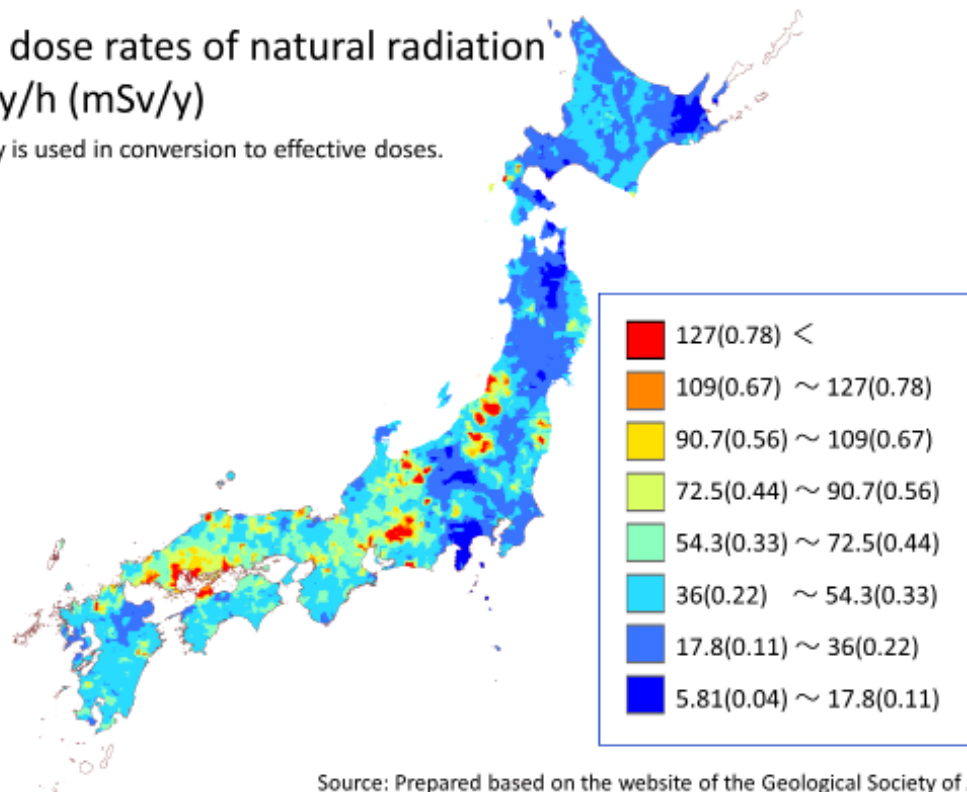 dose rates of natural radiation
y/h (mSv/y)
y is used in conversion to effective doses.
127(0.78) <
109(0.67) ～ 127(0.78)
90.7(0.56) ～ 109(0.67)
72.5(0.44) ～ 90.7(0.56)
54.3(0.33) ～ 72.5(0.44)
36(0.22) ～ 54.3(0.33)
17.8(0.11) ～ 36(0.22)
5.81(0.04) ～ 17.8(0.11)
Source: Prepared based on the website of the Geological Society of